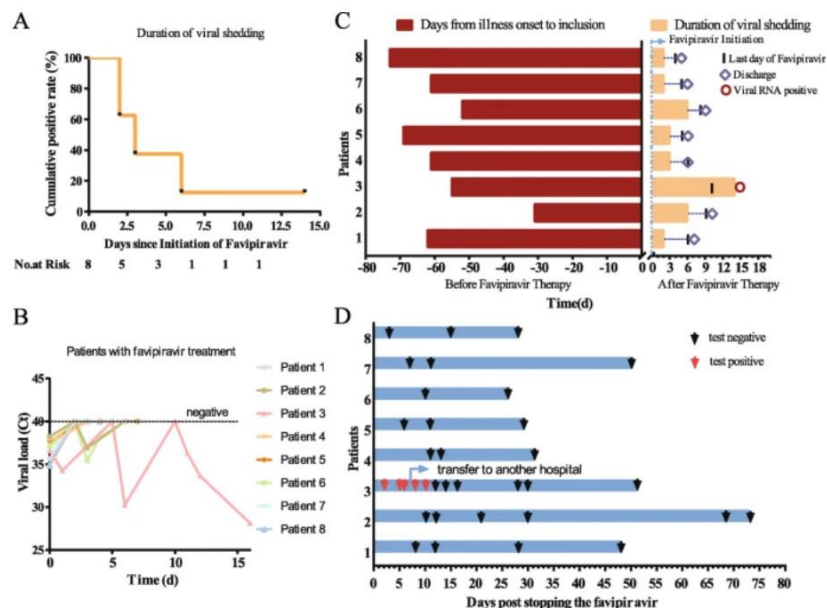 A
Duration of viral shedding
Cumulative positive rate (%)
100
80
60
40
20
0
0.0 2.5 5.0 7.5 10.0 12.5 15.0
Days since Initiation of Favipiravir
No.at Risk 8 5 3 1 1 1
B
Patients with favipiravir treatment
Viral load (Ct)
45
40
35
30
25
negative
0 5 10 15
Time (d)
Patient 1
Patient 2
Patient 3
Patient 4
Patient 5
Patient 6
Patient 7
Patient 8
C
Days from illness onset to inclusion
Duration of viral shedding
Favipiravir Initiation
Last day of Favipiravir
Discharge
Viral RNA positive
Patients
8
7
6
5
4
3
2
1
-80 -70 -60 -50 -40 -30 -20 -10 0
0 3 6 9 12 15 18
Before Favipiravir Therapy
After Favipiravir Therapy
Time(d)
D
Patients
8
7
6
5
4
3
2
1
test negative
test positive
transfer to another hospital
0 5 10 15 20 25 30 35 40 45 50 55 60 65 70 75 80
Days post stopping the favipiravir